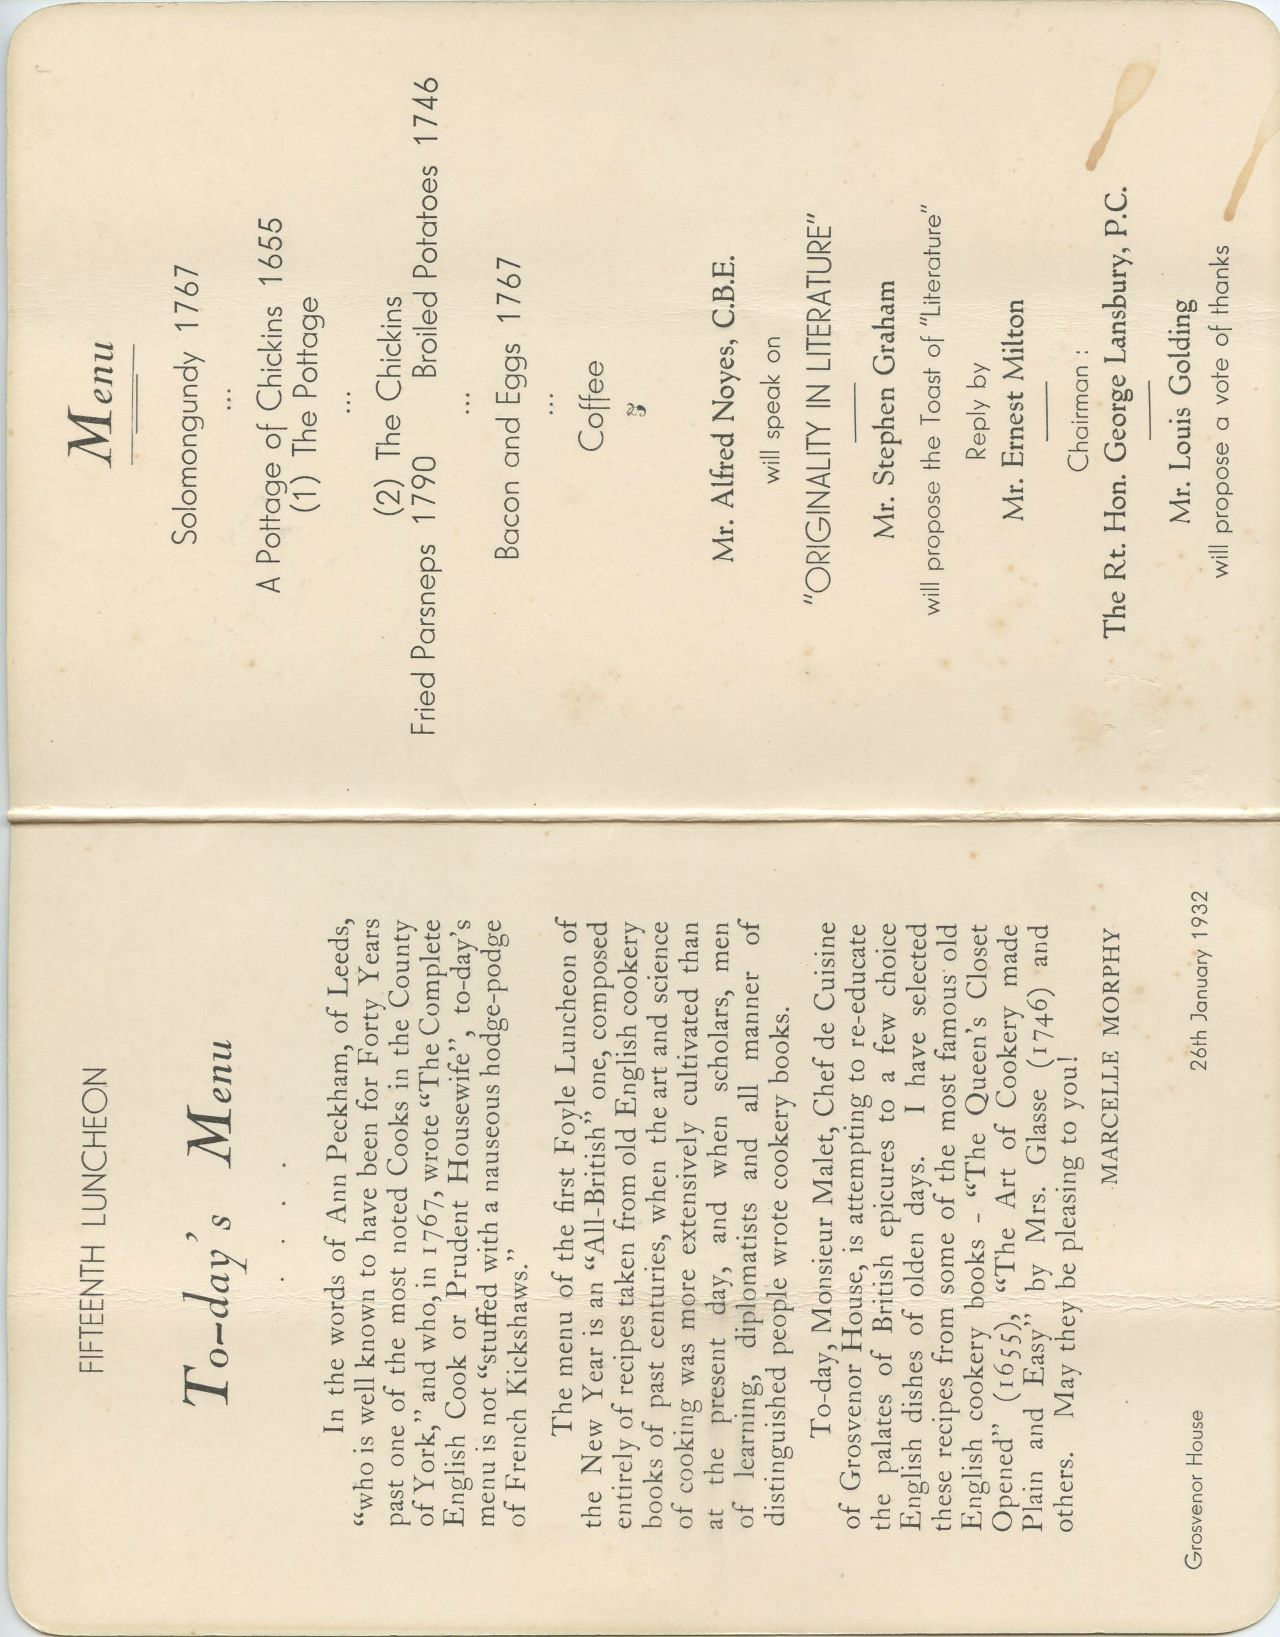 FIFTEENTH LUNCHEON
To-day's Menu
. . . .
In the words of Ann Peckham, of Leeds,
“who is well known to have been for Forty Years
past one of the most noted Cooks in the County
of York,” and who, in 1767, wrote “The Complete
English Cook or Prudent Housewife”, to-day's
menu is not “stuffed with a nauseous hodge-podge
of French Kickshaws.”
The menu of the first Foyle Luncheon of
the New Year is an “All-British” one, composed
entirely of recipes taken from old English cookery
books of past centuries, when the art and science
of cooking was more extensively cultivated than
at the present day, and when scholars, men
of learning, diplomatists and all manner of
distinguished people wrote cookery books.
To-day, Monsieur Malet, Chef de Cuisine
of Grosvenor House, is attempting to re-educate
the palates of British epicures to a few choice
English dishes of olden days. I have selected
these recipes from some of the most famous old
English cookery books - “The Queen's Closet
Opened” (1655), “The Art of Cookery made
Plain and Easy” by Mrs. Glasse (1746) and
others. May they be pleasing to you!
MARCELLE MORPHY
Grosvenor House 26th January 1932
Menu
Solomongundy 1767
...
A Pottage of Chickins 1655
(1) The Pottage
...
(2) The Chickins
Fried Parsneps 1790 Broiled Potatoes 1746
...
Bacon and Eggs 1767
...
Coffee
Mr. Alfred Noyes, C.B.E.
will speak on
"ORIGINALITY IN LITERATURE"
Mr. Stephen Graham
will propose the Toast of "Literature"
Reply by
Mr. Ernest Milton
Chairman :
The Rt. Hon. George Lansbury, P.C.
Mr. Louis Golding
will propose a vote of thanks